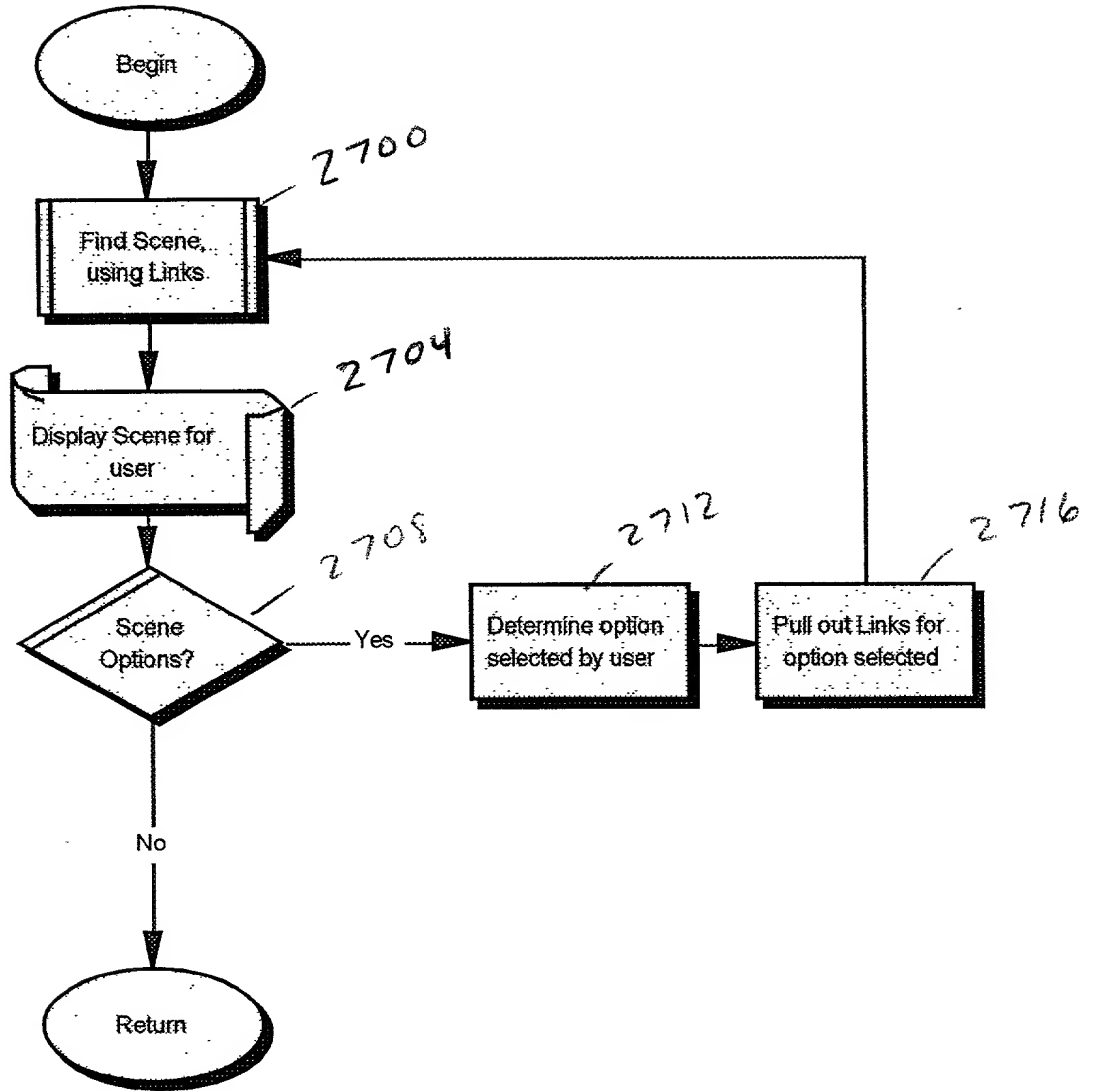 Begin
2700
Find Scene,
using Links
2704
Display Scene for
user
2708
Scene
Options?
Yes
2712
Determine option
selected by user
2716
Pull out Links for
option selected
No
Return